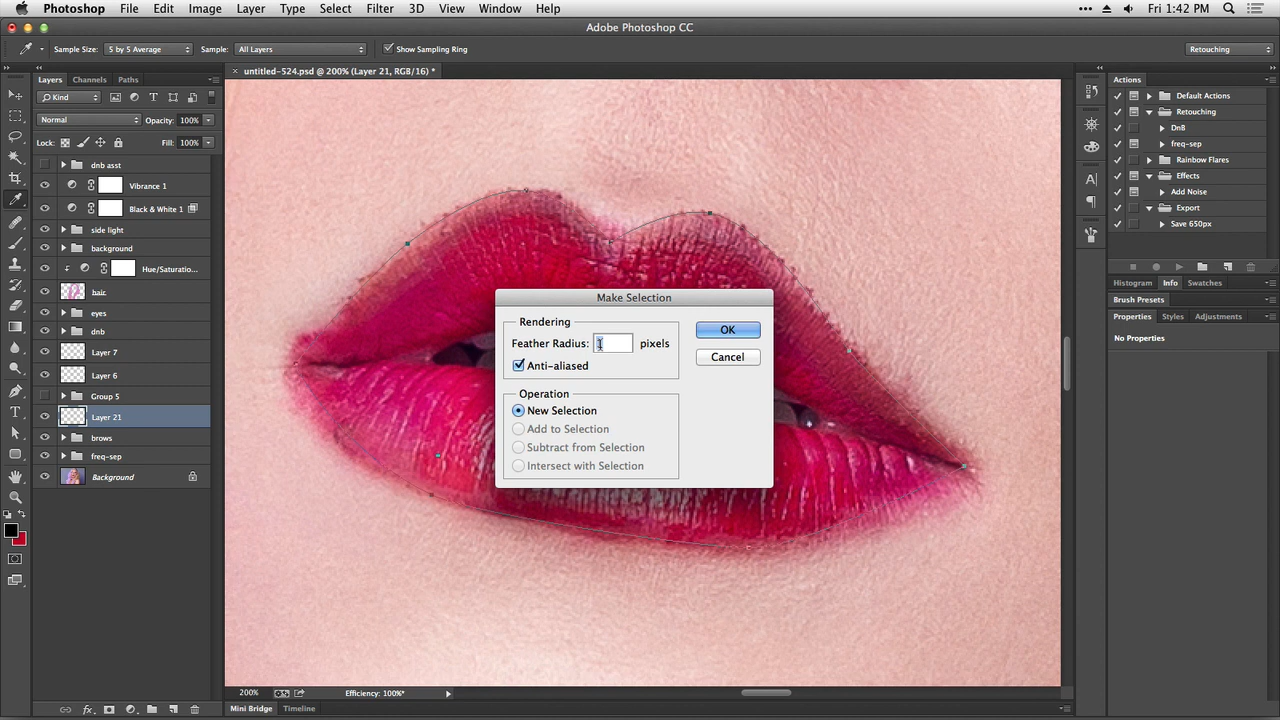 Photoshop File Edit Image Layer Type Select Filter 3D View Window Help Fri 1:42 PM
Adobe Photoshop CC
Sample Size: 5 by 5 Average Sample: All Layers Show Sampling Ring Retouching
Layers Channels Paths
untitled-524.psd @ 200% (Layer 21, RGB/16) *
Kind
Normal Opacity: 100%
Lock: Fill: 100%
dnb asst
Vibrance 1
Black & White 1
side light
background
Hue/Saturatio...
hair.
eyes
dnb
Layer 7
Layer 6
Group 5
Layer 21
brows
freq-sep
Background
Make Selection
Rendering
Feather Radius: pixels
Anti-aliased
OK
Cancel
Operation
New Selection
Add to Selection
Subtract from Selection
Intersect with Selection
Actions
Default Actions
Retouching
DnB
freq-sep
Rainbow Flares
Effects
Add Noise
Export
Save 650px
Histogram Info Swatches
Brush Presets
Properties Styles Adjustments
No Properties
200% Efficiency: 100%*
Mini Bridge Timeline